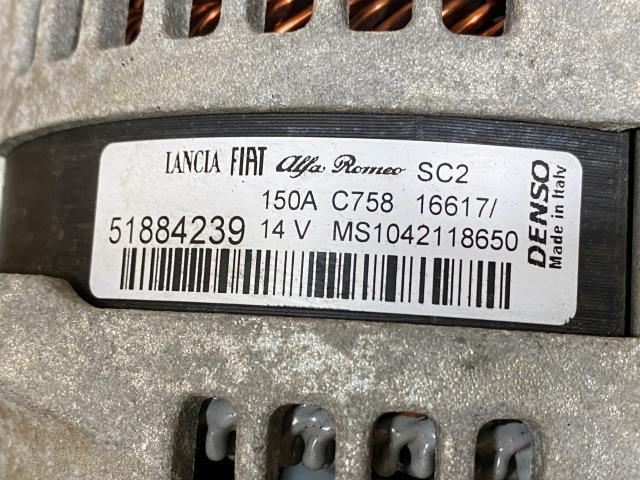 LANCIA FIAT Alfa Romeo SC2
150A C758 16617/
51884239 14 V MS1042118650
DENSO
Made in Italy